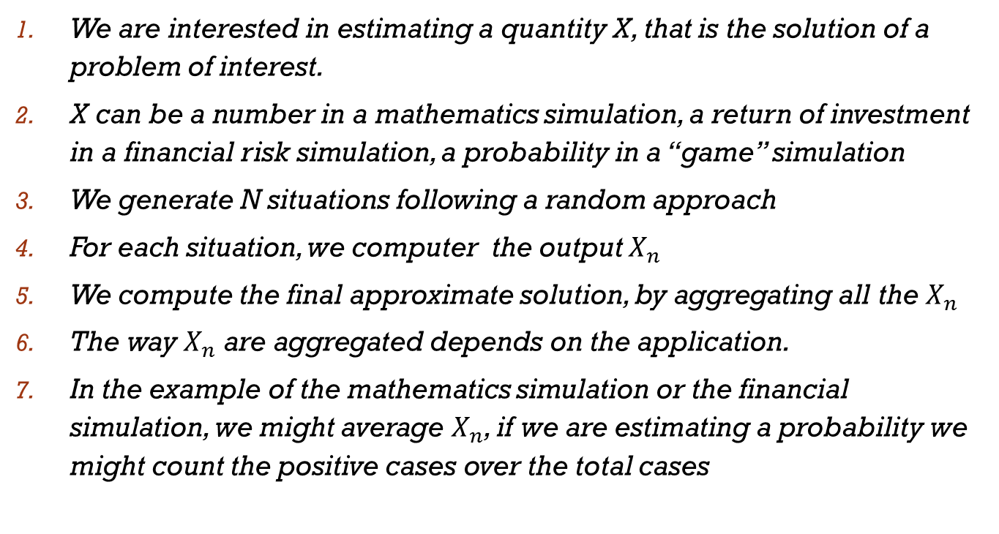 1. We are interested in estimating a quantity X, that is the solution of a
problem of interest.
2. X can be a number in a mathematics simulation, a return of investment
in a financial risk simulation, a probability in a “game” simulation
3. We generate N situations following a random approach
4. For each situation, we computer the output Xₙ
5. We compute the final approximate solution, by aggregating all the Xₙ
6. The way Xₙ are aggregated depends on the application.
7. In the example of the mathematics simulation or the financial
simulation, we might average Xₙ, if we are estimating a probability we
might count the positive cases over the total cases